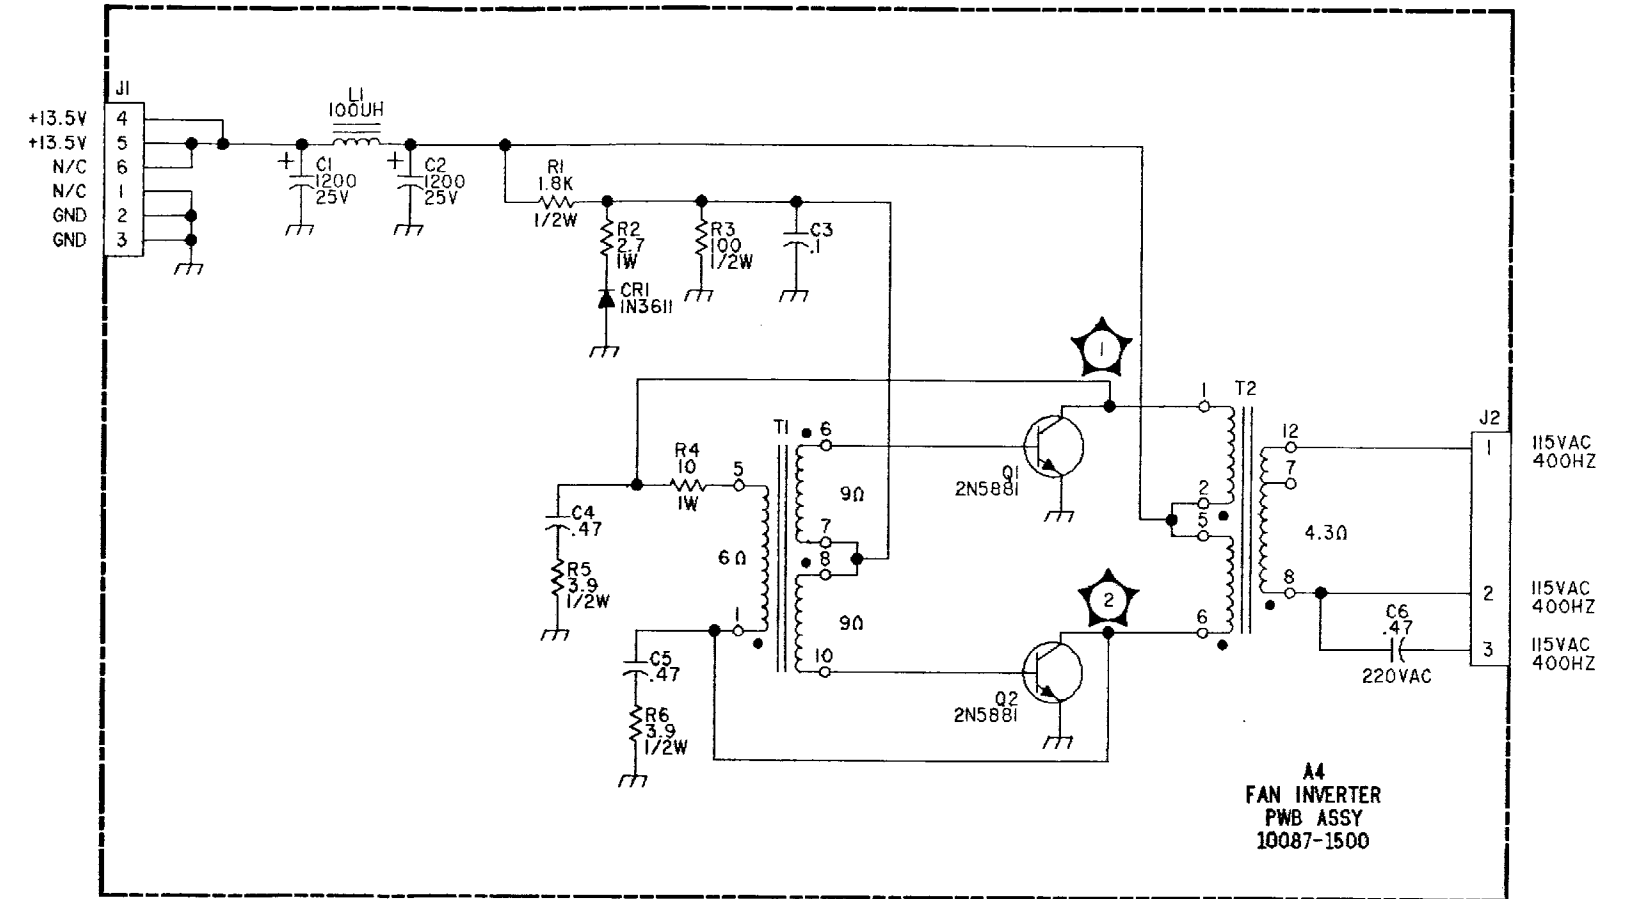 J1
+13.5V 4
+13.5V 5
N/C 6
N/C 1
GND 2
GND 3
L1
100UH
+ C1
1200
25V
+ C2
1200
25V
R1
1.8K
1/2W
R2
2.7
1W
CR1
1N3611
R3
100
1/2W
C3
.1
1
R4
10
1W
C4
.47
R5
3.9
1/2W
C5
.47
R6
3.9
1/2W
T1
5
6Ω
1
6
9Ω
7
8
9Ω
10
Q1
2N5881
2
Q2
2N5881
T2
1
2
5
6
12
7
4.3Ω
8
C6
.47
220VAC
J2
1 115VAC
400HZ
2 115VAC
400HZ
3 115VAC
400HZ
A4
FAN INVERTER
PWB ASSY
10087-1500